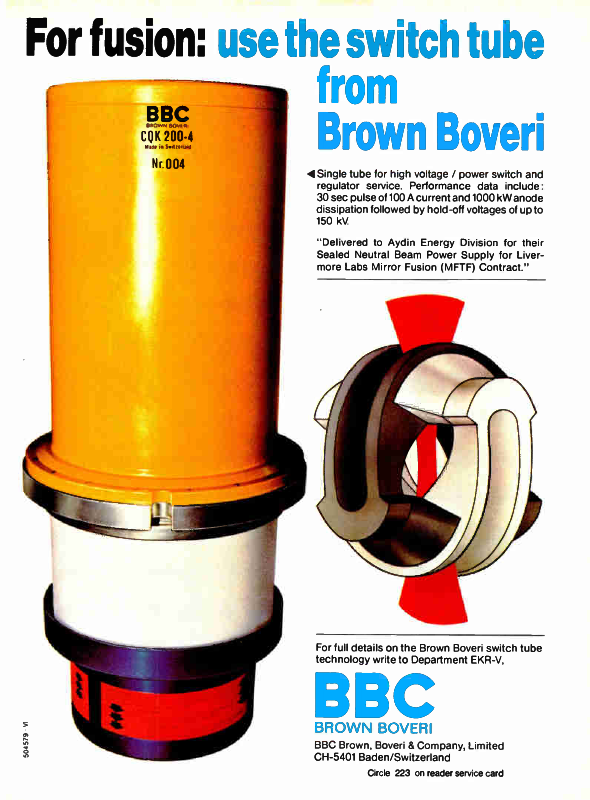 For fusion: use the switch tube
from
Brown Boveri
BBC
BROWN BOVERI
CQK 200-4
Made in Switzerland
Nr. 004
◄ Single tube for high voltage / power switch and
regulator service. Performance data include:
30 sec pulse of 100 A current and 1000 kW anode
dissipation followed by hold-off voltages of up to
150 kV.
"Delivered to Aydin Energy Division for their
Sealed Neutral Beam Power Supply for Liver-
more Labs Mirror Fusion (MFTF) Contract."
For full details on the Brown Boveri switch tube
technology write to Department EKR-V,
BBC
BROWN BOVERI
BBC Brown, Boveri & Company, Limited
CH-5401 Baden/Switzerland
Circle 223 on reader service card
504579 VI